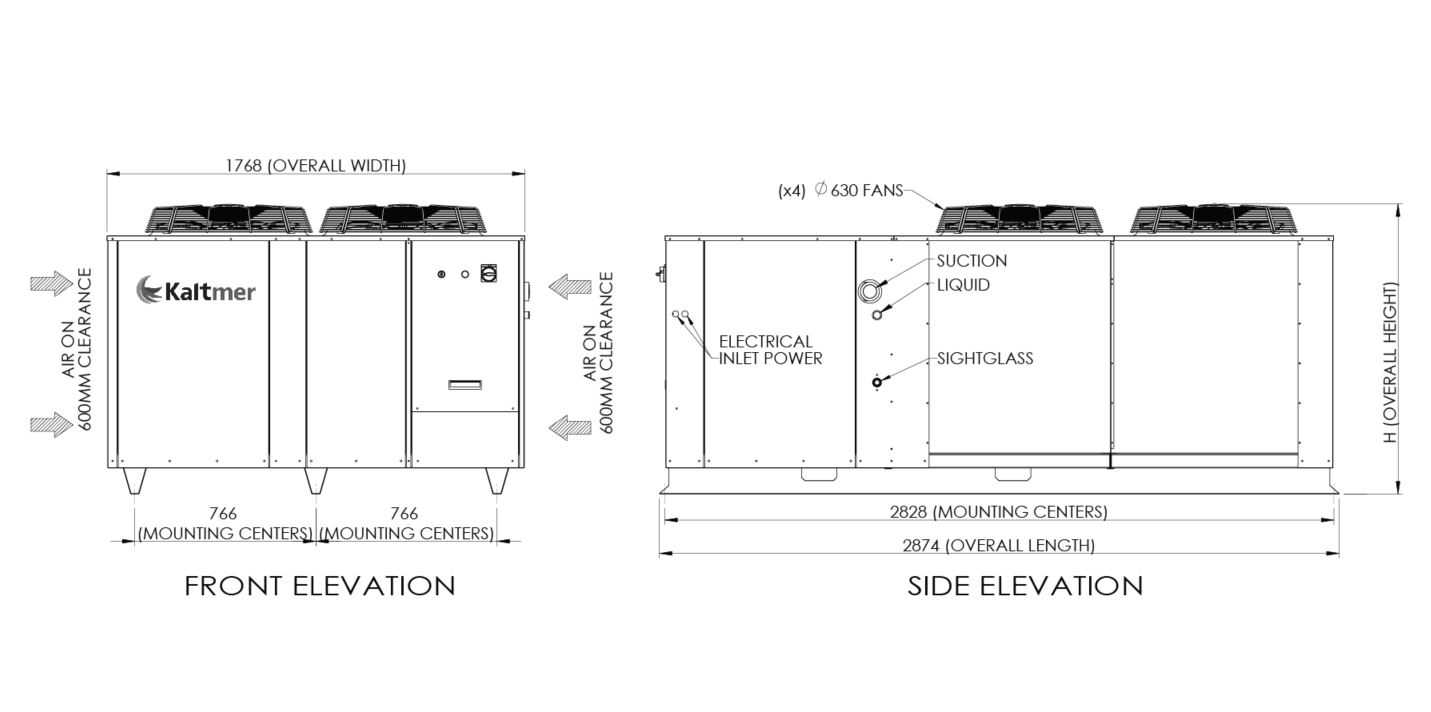 1768 (OVERALL WIDTH)
AIR ON
600MM CLEARANCE
Kaltmer
AIR ON
600MM CLEARANCE
766
(MOUNTING CENTERS)
766
(MOUNTING CENTERS)
FRONT ELEVATION
(x4) ∅ 630 FANS
SUCTION
LIQUID
ELECTRICAL
INLET POWER
SIGHTGLASS
H (OVERALL HEIGHT)
2828 (MOUNTING CENTERS)
2874 (OVERALL LENGTH)
SIDE ELEVATION